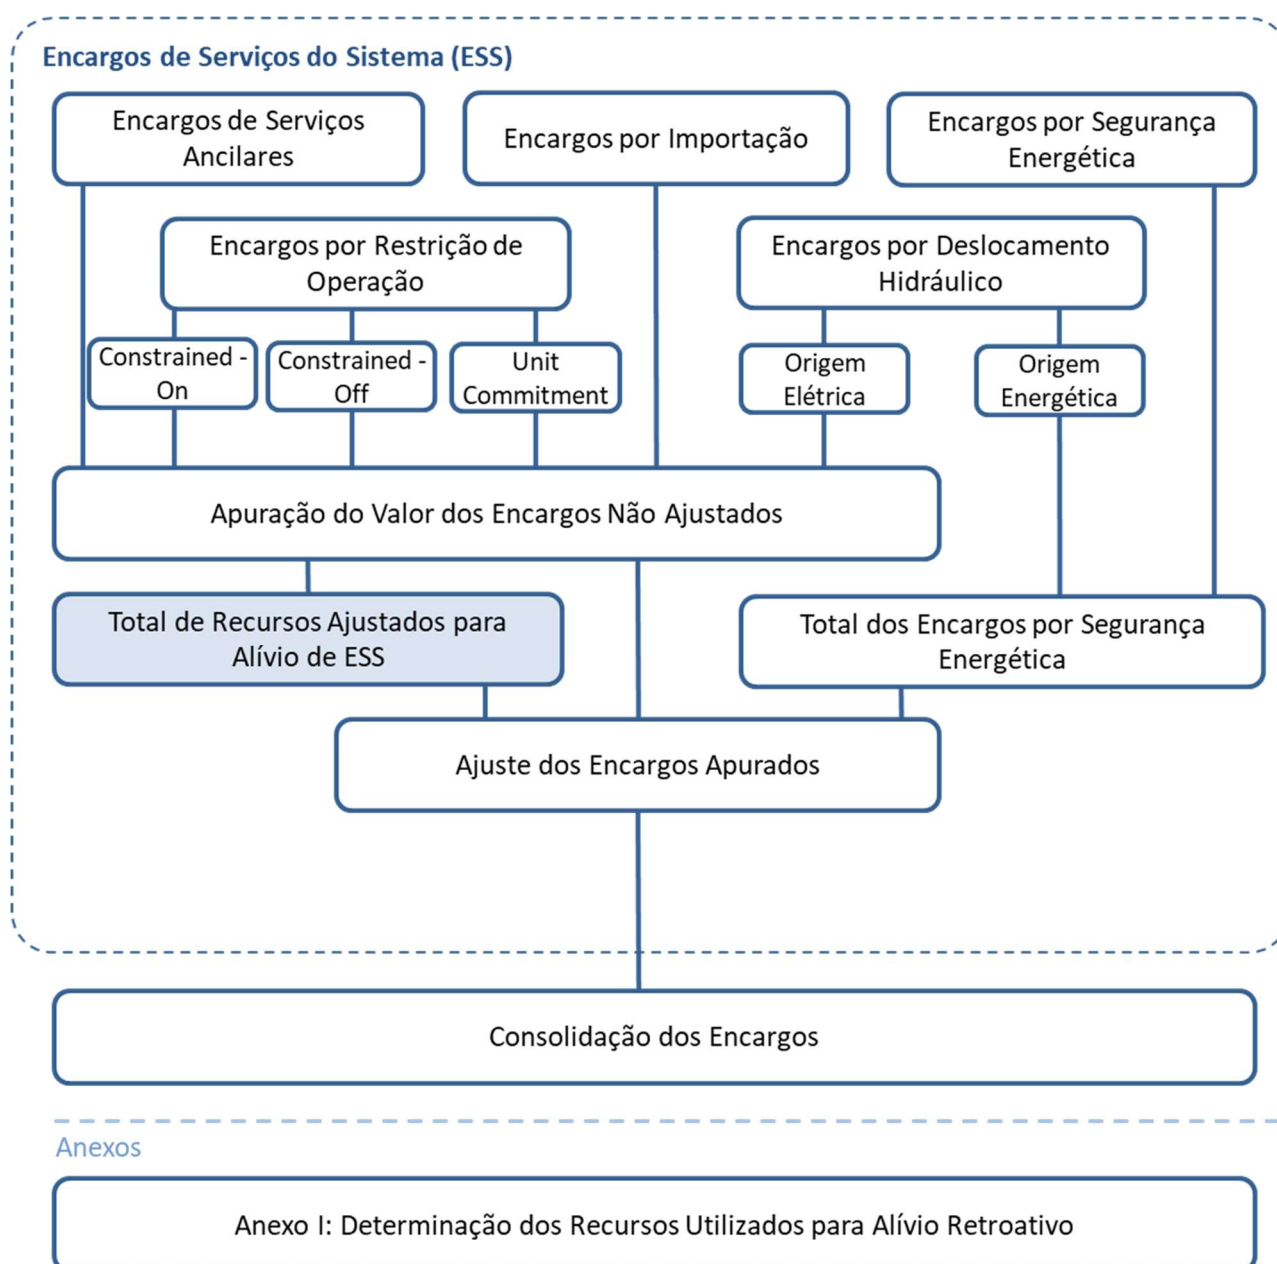 Encargos de Serviços do Sistema (ESS)
Encargos de Serviços
Ancilares
Encargos por Importação
Encargos por Segurança
Energética
Encargos por Restrição de
Operação
Encargos por Deslocamento
Hidráulico
Constrained -
On
Constrained -
Off
Unit
Commitment
Origem
Elétrica
Origem
Energética
Apuração do Valor dos Encargos Não Ajustados
Total de Recursos Ajustados para
Alívio de ESS
Total dos Encargos por Segurança
Energética
Ajuste dos Encargos Apurados
Consolidação dos Encargos
Anexos
Anexo I: Determinação dos Recursos Utilizados para Alívio Retroativo